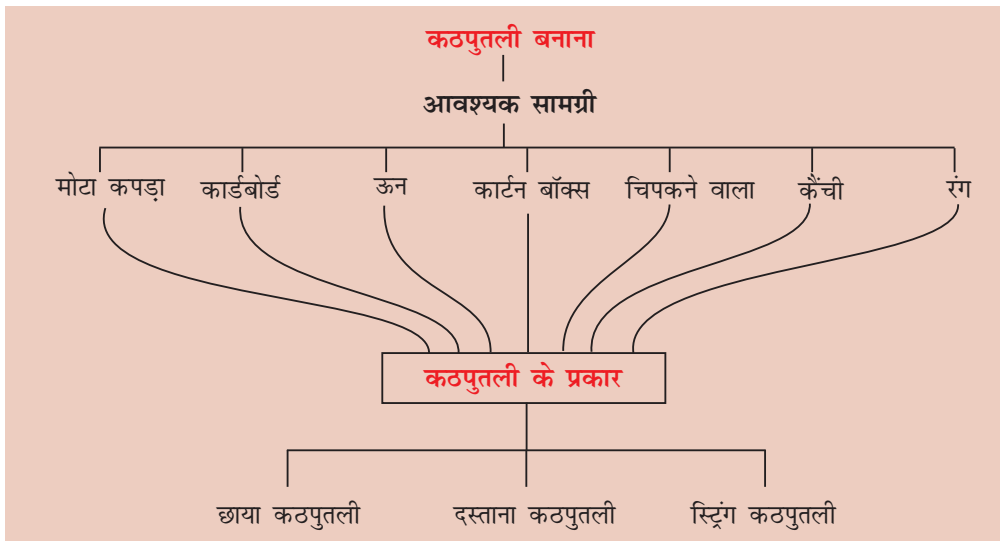 कठपुतली बनाना
आवश्यक सामग्री
मोटा कपड़ा कार्डबोर्ड ऊन कार्टन बॉक्स चिपकने वाला कैंची रंग
कठपुतली के प्रकार
छाया कठपुतली दस्ताना कठपुतली स्ट्रिंग कठपुतली